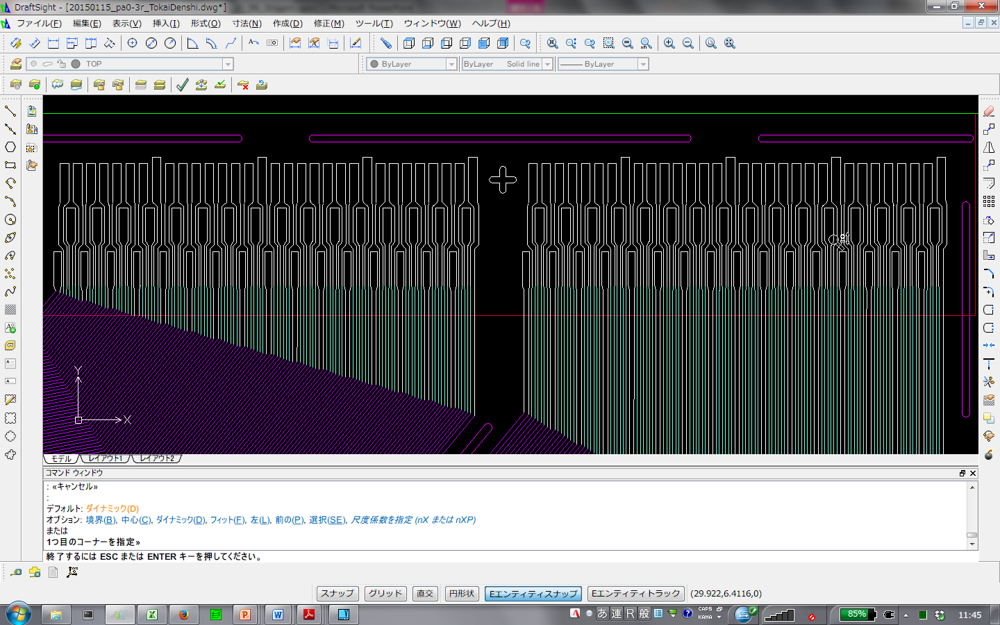 DraftSight - [20150115_pa0-3r_TokaiDenshi.dwg*]
ファイル(F) 編集(E) 表示(V) 挿入(I) 形式(O) 寸法(N) 作成(D) 修正(M) ツール(T) ウィンドウ(W) ヘルプ(H)
TOP ByLayer ByLayer Solid line ByLayer
Y
X
モデル レイアウト1 レイアウト2
コマンド ウィンドウ
: «キャンセル»
:
デフォルト: ダイナミック(D)
オプション: 境界(B), 中心(C), ダイナミック(D), フィット(F), 左(L), 前の(P), 選択(SE), 尺度係数を指定 (nX または nXP)
または
1つ目のコーナーを指定»
終了するには ESC または ENTER キーを押してください。
スナップ グリッド 直交 円形状 Eエンティティスナップ Eエンティティトラック (29.922,6.4116,0)
あ 連 R 般 CAPS KANA 85% 11:45